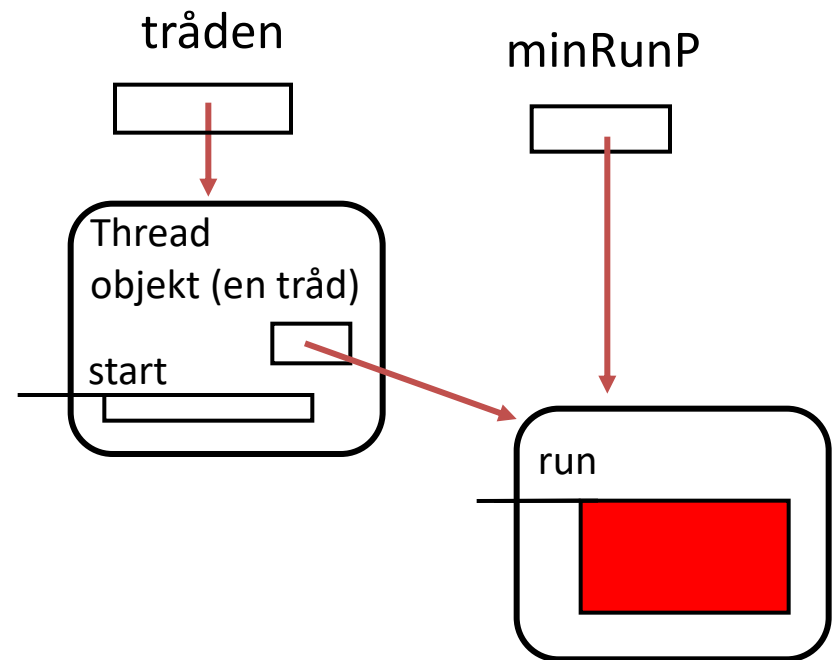 tråden
minRunP
Thread
objekt (en tråd)
start
run